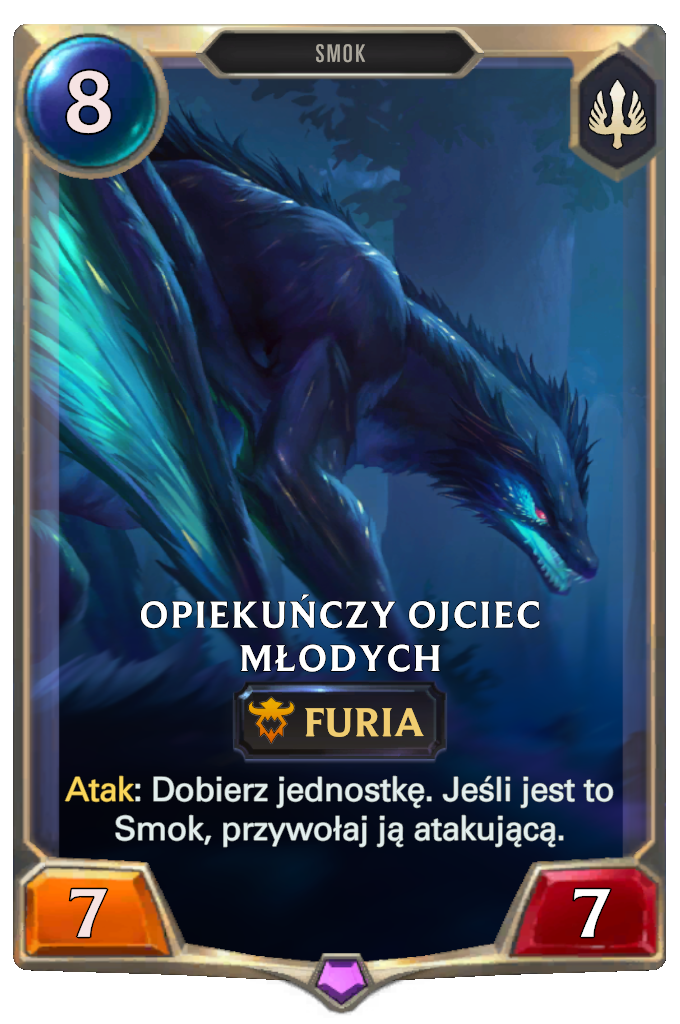 SMOK
8
OPIEKUŃCZY OJCIEC
MŁODYCH
FURIA
Atak: Dobierz jednostkę. Jeśli jest to
Smok, przywołaj ją atakującą.
7
7